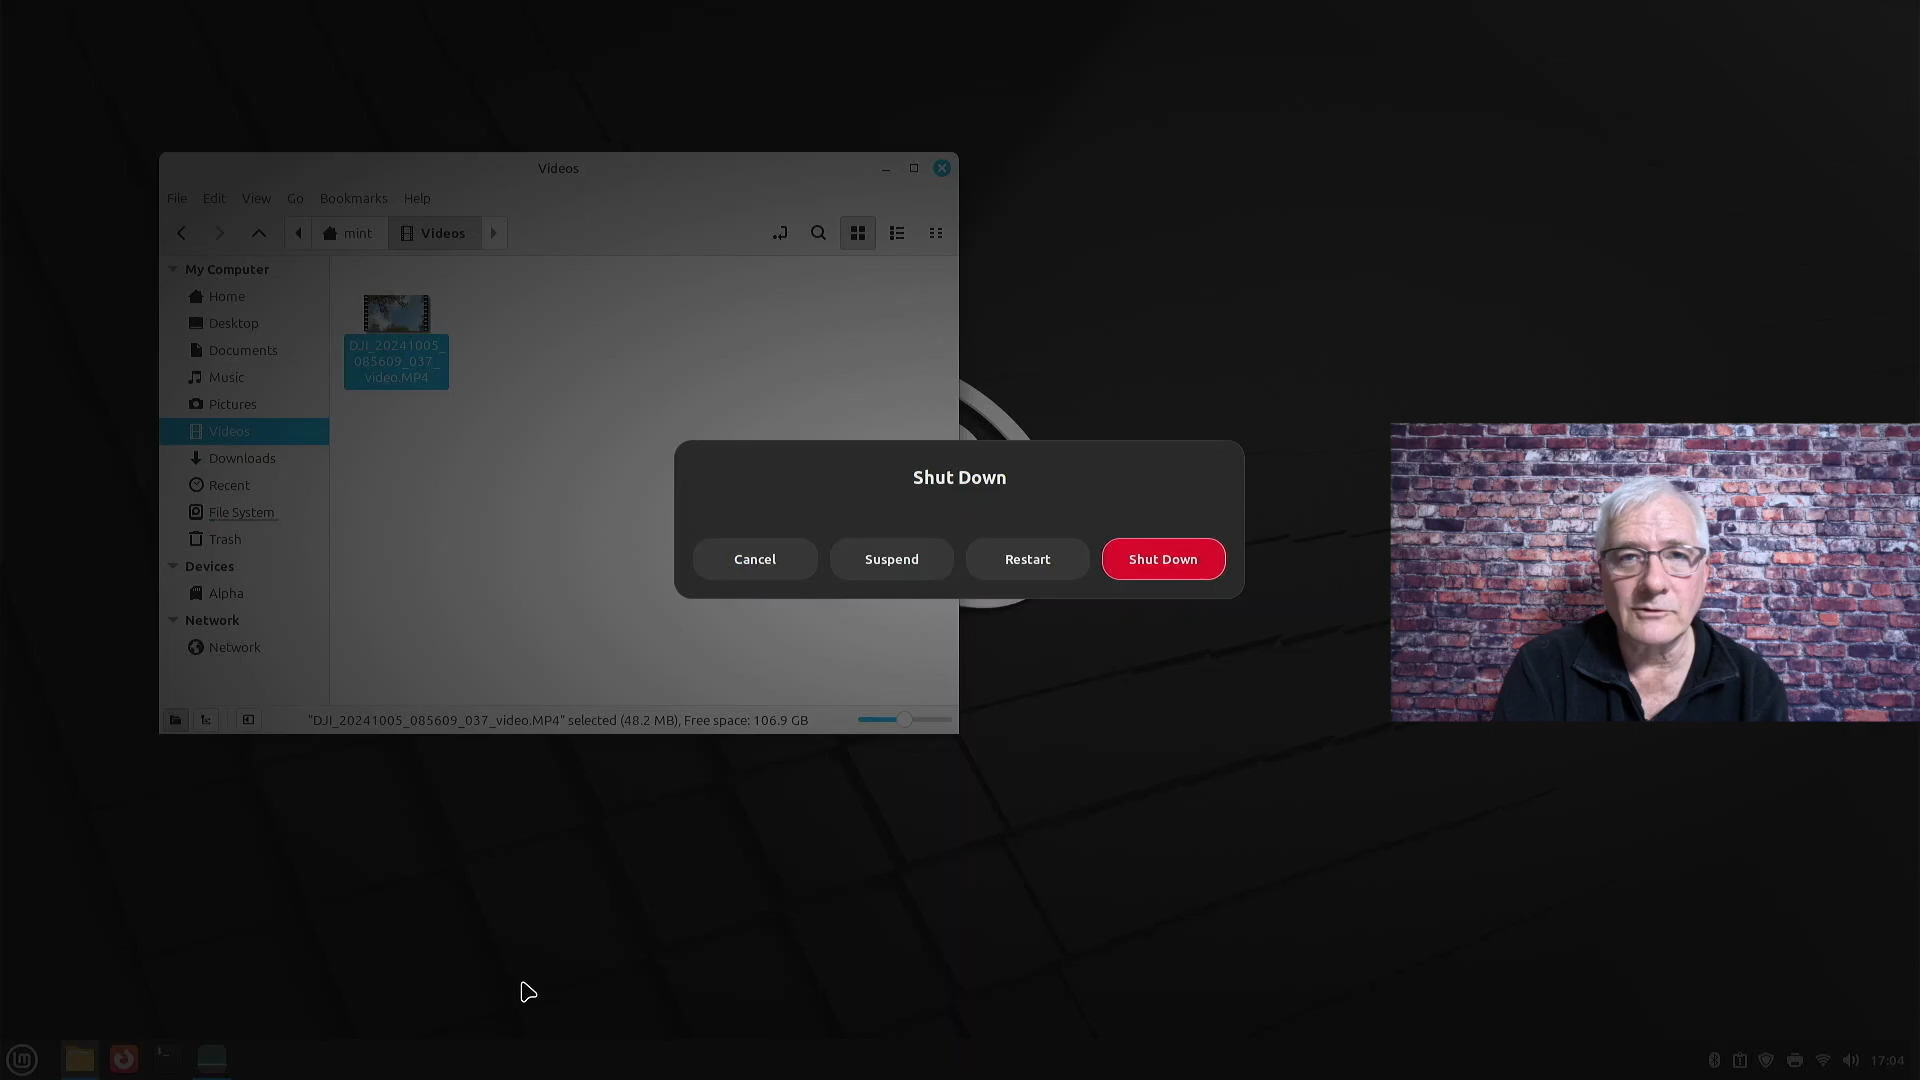 Videos
File Edit View Go Bookmarks Help
mint Videos
My Computer
Home
Desktop
Documents
Music
Pictures
Videos
Downloads
Recent
File System
Trash
Devices
Alpha
Network
Network
DJI_20241005_
085609_037_
video.MP4
"DJI_20241005_085609_037_video.MP4" selected (48.2 MB), Free space: 106.9 GB
Shut Down
Cancel Suspend Restart Shut Down
17:04